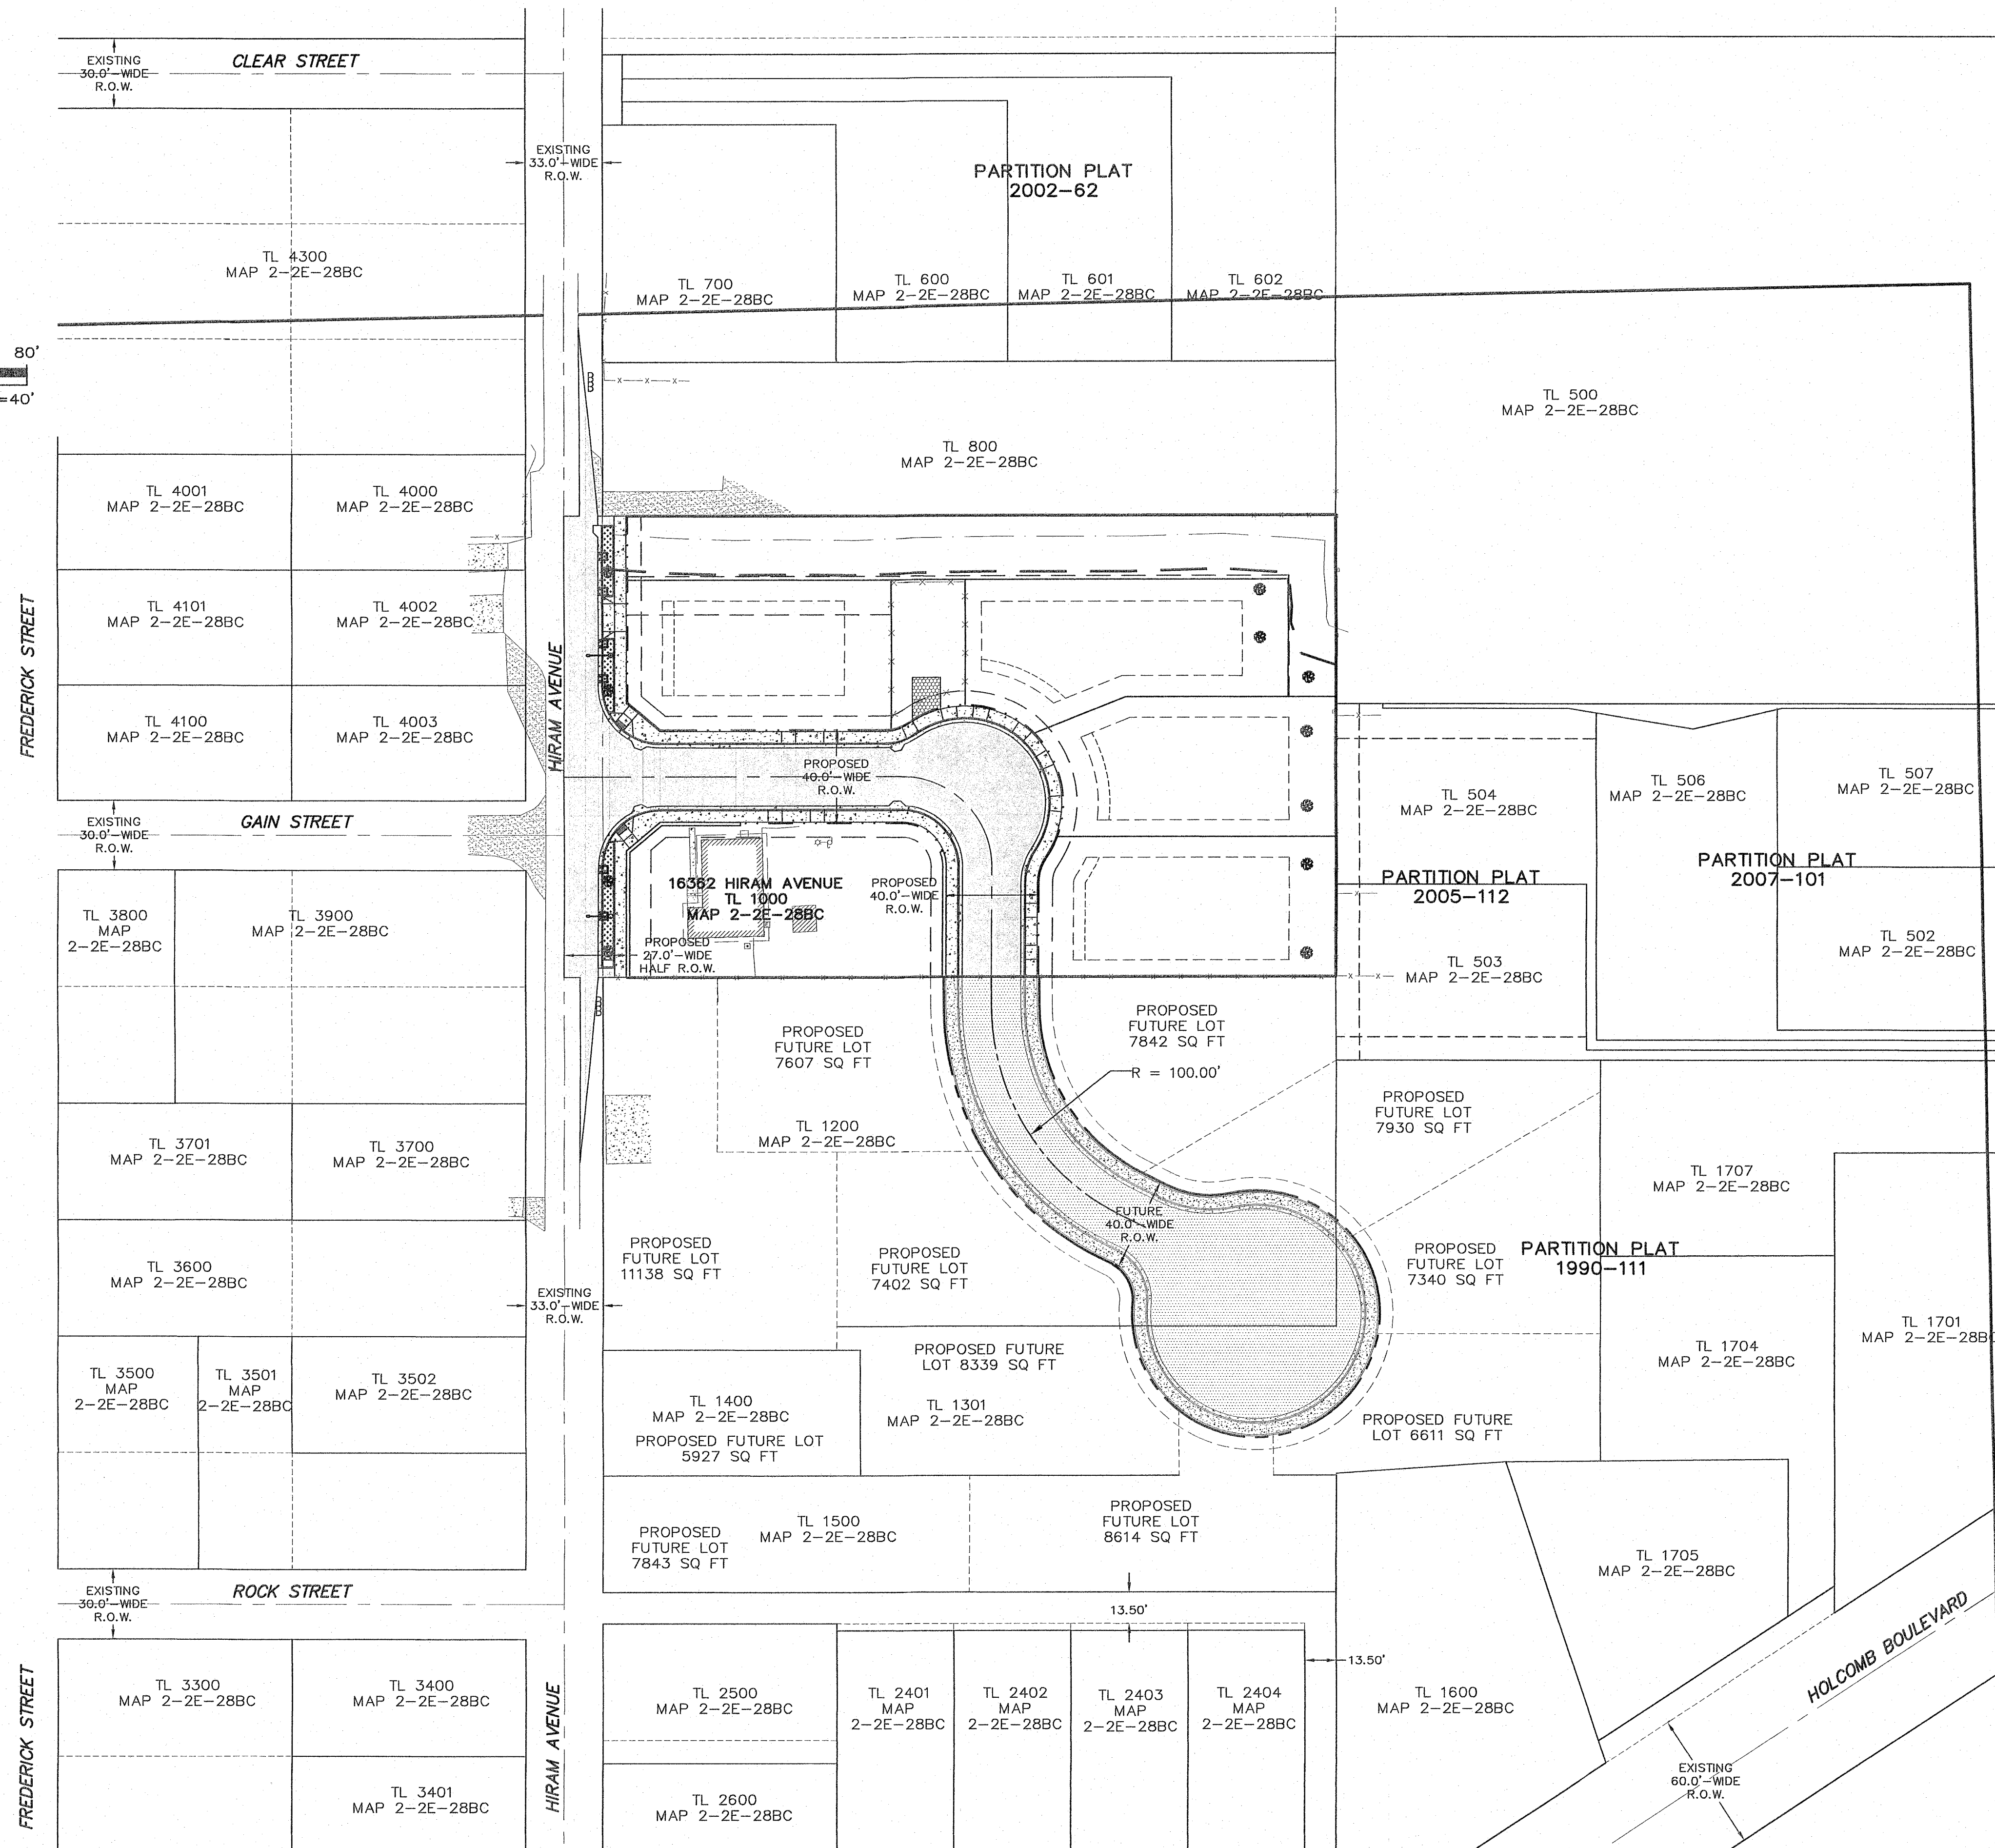 EXISTING
30.0'-WIDE
R.O.W.
CLEAR STREET
EXISTING
33.0'-WIDE
R.O.W.
PARTITION PLAT
2002-62
TL 4300
MAP 2-2E-28BC
TL 700
MAP 2-2E-28BC
TL 600
MAP 2-2E-28BC
TL 601
MAP 2-2E-28BC
TL 602
MAP 2-2E-28BC
80'
=40'
TL 500
MAP 2-2E-28BC
TL 800
MAP 2-2E-28BC
TL 4001
MAP 2-2E-28BC
TL 4000
MAP 2-2E-28BC
TL 4101
MAP 2-2E-28BC
TL 4002
MAP 2-2E-28BC
FREDERICK STREET
HIRAM AVENUE
TL 4100
MAP 2-2E-28BC
TL 4003
MAP 2-2E-28BC
PROPOSED
40.0'-WIDE
R.O.W.
TL 504
MAP 2-2E-28BC
TL 506
MAP 2-2E-28BC
TL 507
MAP 2-2E-28BC
EXISTING
30.0'-WIDE
R.O.W.
GAIN STREET
16362 HIRAM AVENUE
TL 1000
MAP 2-2E-28BC
PROPOSED
40.0'-WIDE
R.O.W.
PARTITION PLAT
2005-112
PARTITION PLAT
2007-101
TL 3800
MAP
2-2E-28BC
TL 3900
MAP 2-2E-28BC
PROPOSED
27.0'-WIDE
HALF R.O.W.
TL 503
MAP 2-2E-28BC
TL 502
MAP 2-2E-28BC
PROPOSED
FUTURE LOT
7607 SQ FT
PROPOSED
FUTURE LOT
7842 SQ FT
R = 100.00'
PROPOSED
FUTURE LOT
7930 SQ FT
TL 1200
MAP 2-2E-28BC
TL 3701
MAP 2-2E-28BC
TL 3700
MAP 2-2E-28BC
TL 1707
MAP 2-2E-28BC
FUTURE
40.0'-WIDE
R.O.W.
TL 3600
MAP 2-2E-28BC
PROPOSED
FUTURE LOT
11138 SQ FT
PROPOSED
FUTURE LOT
7402 SQ FT
PROPOSED
FUTURE LOT
7340 SQ FT
PARTITION PLAT
1990-111
EXISTING
33.0'-WIDE
R.O.W.
TL 1701
MAP 2-2E-28BC
PROPOSED FUTURE
LOT 8339 SQ FT
TL 1704
MAP 2-2E-28BC
TL 3500
MAP
2-2E-28BC
TL 3501
MAP
2-2E-28BC
TL 3502
MAP 2-2E-28BC
TL 1400
MAP 2-2E-28BC
PROPOSED FUTURE LOT
5927 SQ FT
TL 1301
MAP 2-2E-28BC
PROPOSED FUTURE
LOT 6611 SQ FT
PROPOSED
FUTURE LOT
7843 SQ FT
TL 1500
MAP 2-2E-28BC
PROPOSED
FUTURE LOT
8614 SQ FT
TL 1705
MAP 2-2E-28BC
EXISTING
30.0'-WIDE
R.O.W.
ROCK STREET
13.50'
13.50'
HOLCOMB BOULEVARD
FREDERICK STREET
TL 3300
MAP 2-2E-28BC
TL 3400
MAP 2-2E-28BC
HIRAM AVENUE
TL 2500
MAP 2-2E-28BC
TL 2401
MAP
2-2E-28BC
TL 2402
MAP
2-2E-28BC
TL 2403
MAP
2-2E-28BC
TL 2404
MAP
2-2E-28BC
TL 1600
MAP 2-2E-28BC
EXISTING
60.0'-WIDE
R.O.W.
TL 3401
MAP 2-2E-28BC
TL 2600
MAP 2-2E-28BC